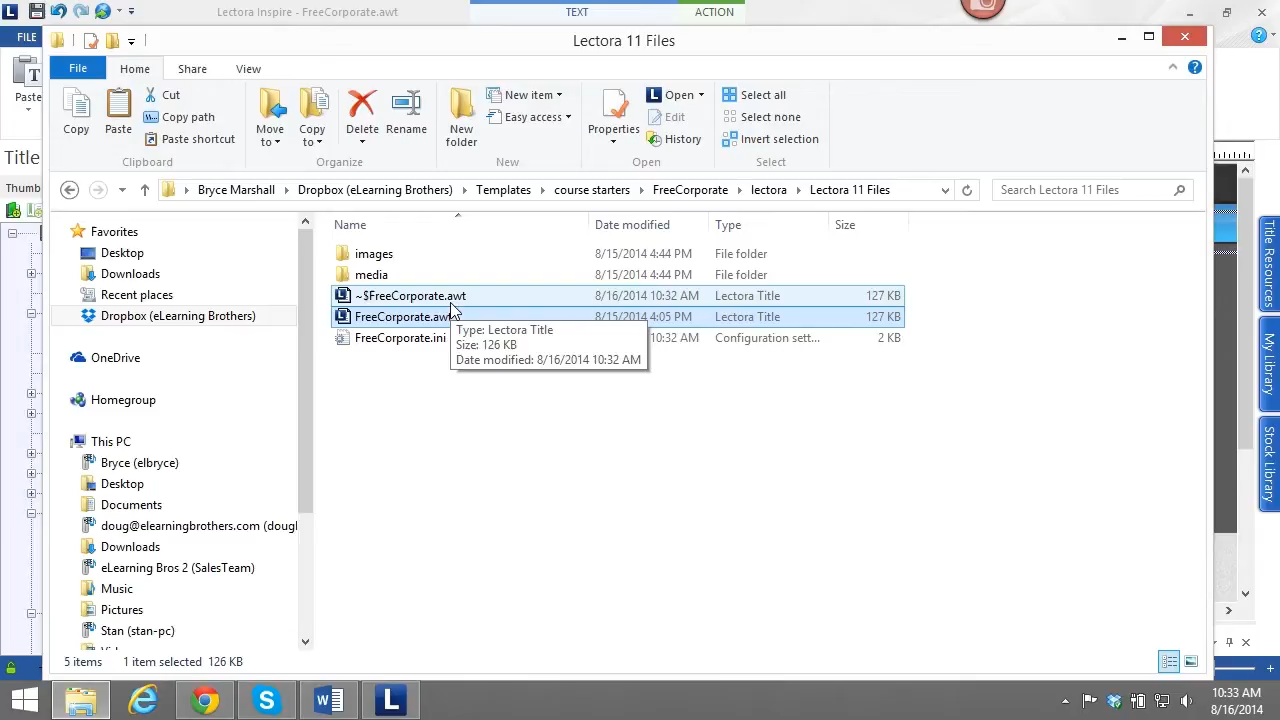 Lectora Inspire - FreeCorporate.awt
TEXT
ACTION
FILE
Lectora 11 Files
File
Home
Share
View
Paste
T
Copy
Paste
Cut
Copy path
Paste shortcut
Clipboard
Move to
Copy to
Delete
Rename
Organize
New folder
New item
Easy access
New
Properties
Open
Edit
History
Open
Select all
Select none
Invert selection
Select
Title
Thumb
Bryce Marshall
Dropbox (eLearning Brothers)
Templates
course starters
FreeCorporate
lectora
Lectora 11 Files
Search Lectora 11 Files
Name
Date modified
Type
Size
images 8/15/2014 4:44 PM File folder
media 8/15/2014 4:44 PM File folder
~$FreeCorporate.awt 8/16/2014 10:32 AM Lectora Title 127 KB
FreeCorporate.awt 8/15/2014 4:05 PM Lectora Title 127 KB
FreeCorporate.ini 10:32 AM Configuration sett... 2 KB
Type: Lectora Title
Size: 126 KB
Date modified: 8/16/2014 10:32 AM
Favorites
Desktop
Downloads
Recent places
Dropbox (eLearning Brothers)
OneDrive
Homegroup
This PC
Bryce (elbryce)
Desktop
Documents
doug@elearningbrothers.com (dougl
Downloads
eLearning Bros 2 (SalesTeam)
Music
Pictures
Stan (stan-pc)
Title Resources
My Library
Stock Library
5 items
1 item selected 126 KB
10:33 AM
8/16/2014